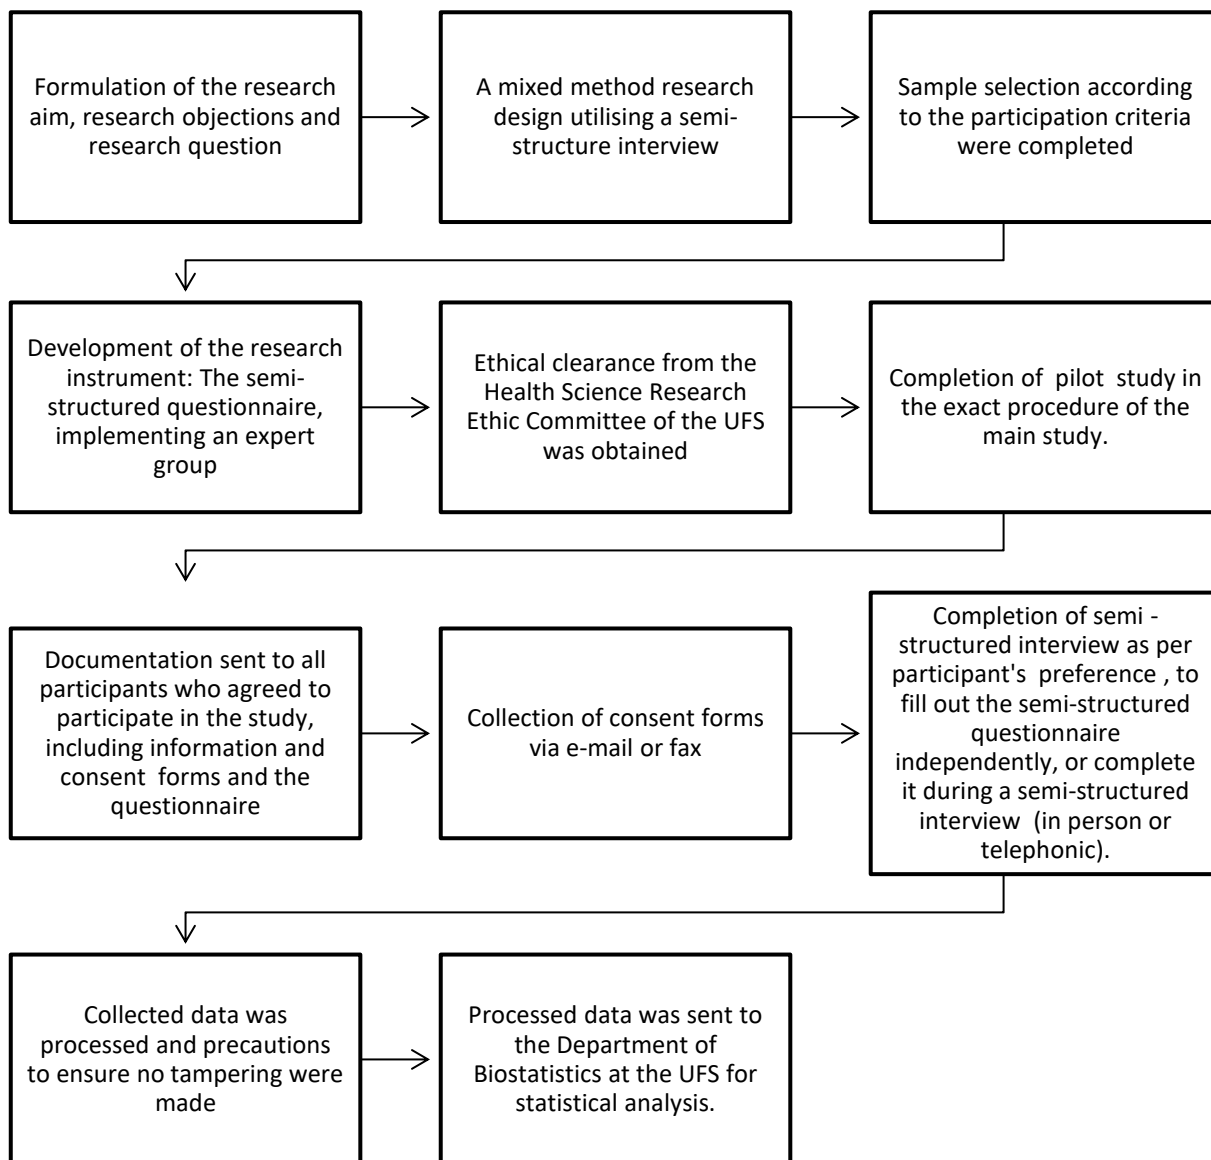 Formulation of the research
aim, research objections and
research question
A mixed method research
design utilising a semi-
structure interview
Sample selection according
to the participation criteria
were completed
Development of the research
instrument: The semi-
structured questionnaire,
implementing an expert
group
Ethical clearance from the
Health Science Research
Ethic Committee of the UFS
was obtained
Completion of pilot study in
the exact procedure of the
main study.
Documentation sent to all
participants who agreed to
participate in the study,
including information and
consent forms and the
questionnaire
Collection of consent forms
via e-mail or fax
Completion of semi -
structured interview as per
participant's preference , to
fill out the semi-structured
questionnaire
independently, or complete
it during a semi-structured
interview (in person or
telephonic).
Collected data was
processed and precautions
to ensure no tampering were
made
Processed data was sent to
the Department of
Biostatistics at the UFS for
statistical analysis.